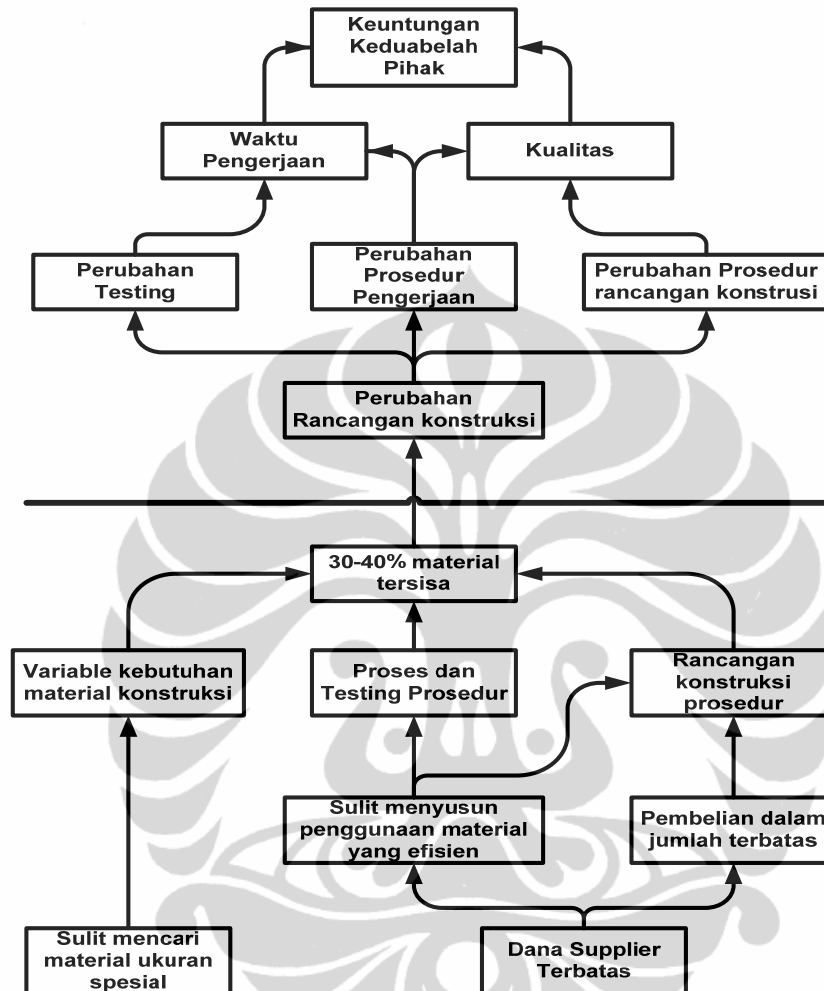 Keuntungan
Keduabelah
Pihak
Waktu
Pengerjaan
Kualitas
Perubahan
Testing
Perubahan
Prosedur
Pengerjaan
Perubahan Prosedur
rancangan konstrusi
Perubahan
Rancangan konstruksi
30-40% material
tersisa
Variable kebutuhan
material konstruksi
Proses dan
Testing Prosedur
Rancangan
konstruksi
prosedur
Sulit menyusun
penggunaan material
yang efisien
Pembelian dalam
jumlah terbatas
Sulit mencari
material ukuran
spesial
Dana Supplier
Terbatas